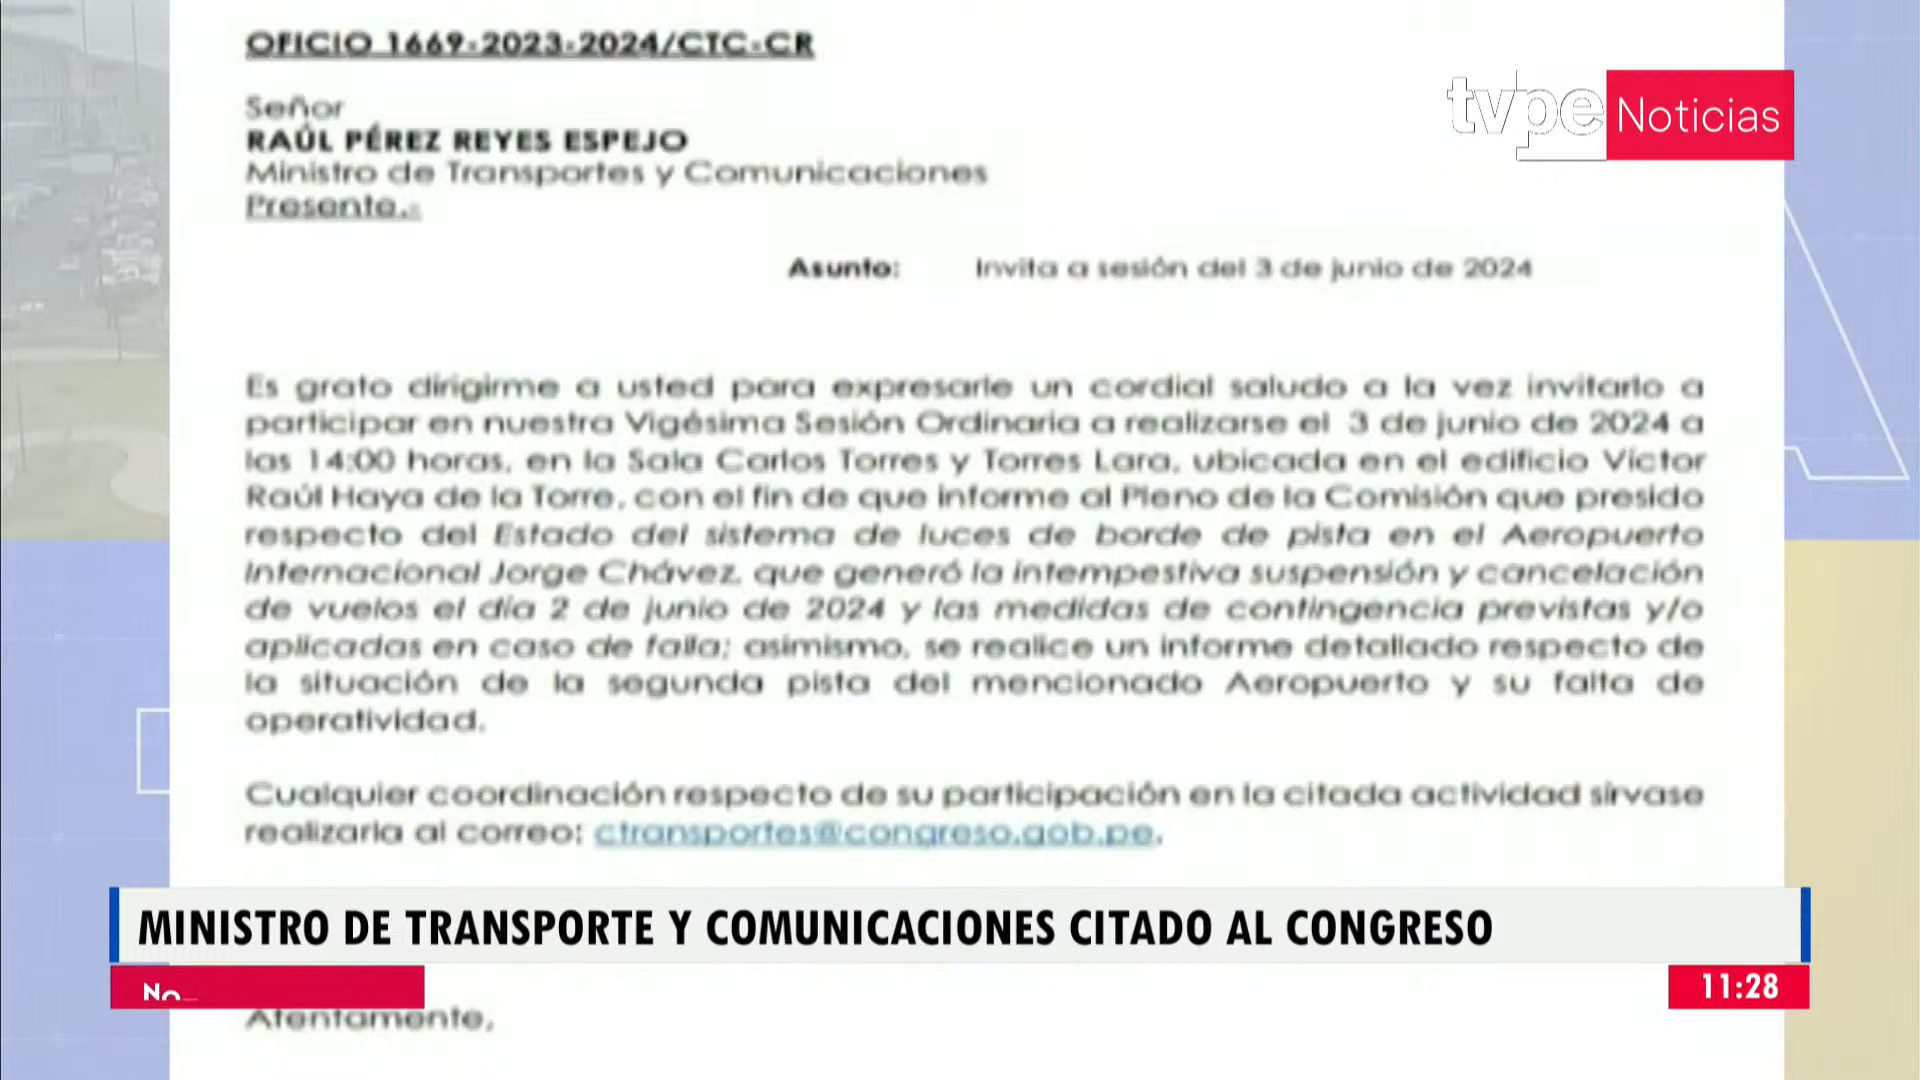 OFICIO 1669-2023-2024/CTC-CR
tvpe Noticias
Señor
RAÚL PÉREZ REYES ESPEJO
Ministro de Transportes y Comunicaciones
Presente.-
Asunto: Invita a sesión del 3 de junio de 2024
Es grato dirigirme a usted para expresarle un cordial saludo a la vez invitarlo a
participar en nuestra Vigésima Sesión Ordinaria a realizarse el 3 de junio de 2024 a
las 14:00 horas, en la Sala Carlos Torres y Torres Lara, ubicada en el edificio Víctor
Raúl Haya de la Torre, con el fin de que informe al Pleno de la Comisión que presido
respecto del Estado del sistema de luces de borde de pista en el Aeropuerto
Internacional Jorge Chávez, que generó la intempestiva suspensión y cancelación
de vuelos el día 2 de junio de 2024 y las medidas de contingencia previstas y/o
aplicadas en caso de falla; asimismo, se realice un informe detallado respecto de
la situación de la segunda pista del mencionado Aeropuerto y su falta de
operatividad.
Cualquier coordinación respecto de su participación en la citada actividad sírvase
realizarla al correo: ctransportes@congreso.gob.pe.
MINISTRO DE TRANSPORTE Y COMUNICACIONES CITADO AL CONGRESO
11:28
Atentamente,